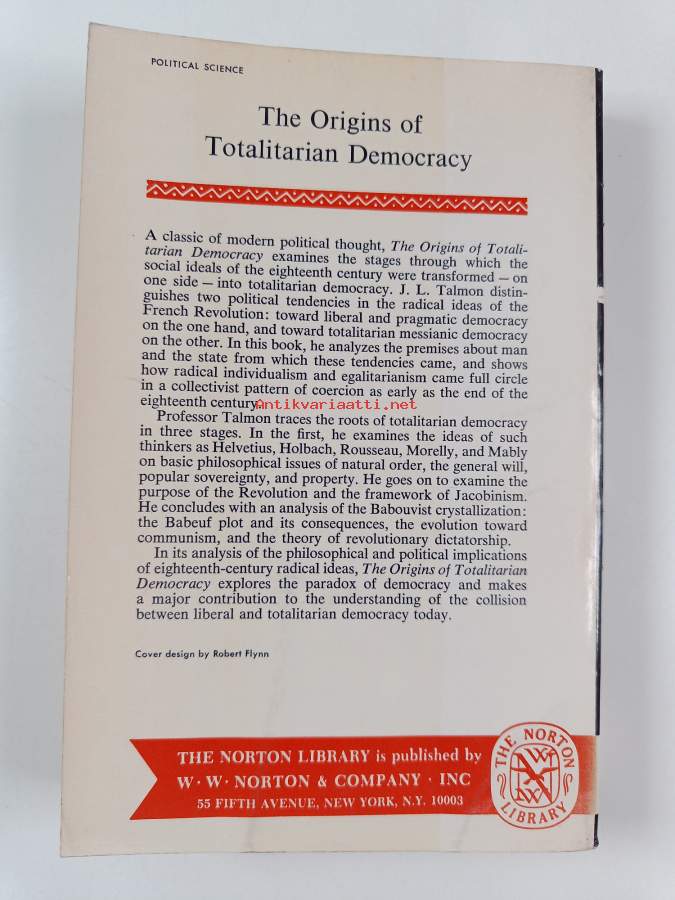 POLITICAL SCIENCE
The Origins of
Totalitarian Democracy
A classic of modern political thought, The Origins of Totali-
tarian Democracy examines the stages through which the
social ideals of the eighteenth century were transformed — on
one side — into totalitarian democracy. J. L. Talmon distin-
guishes two political tendencies in the radical ideas of the
French Revolution: toward liberal and pragmatic democracy
on the one hand, and toward totalitarian messianic democracy
on the other. In this book, he analyzes the premises about man
and the state from which these tendencies came, and shows
how radical individualism and egalitarianism came full circle
in a collectivist pattern of coercion as early as the end of the
eighteenth century.
Antikvariaatti.net
Professor Talmon traces the roots of totalitarian democracy
in three stages. In the first, he examines the ideas of such
thinkers as Helvetius, Holbach, Rousseau, Morelly, and Mably
on basic philosophical issues of natural order, the general will,
popular sovereignty, and property. He goes on to examine the
purpose of the Revolution and the framework of Jacobinism.
He concludes with an analysis of the Babouvist crystallization:
the Babeuf plot and its consequences, the evolution toward
communism, and the theory of revolutionary dictatorship.
In its analysis of the philosophical and political implications
of eighteenth-century radical ideas, The Origins of Totalitarian
Democracy explores the paradox of democracy and makes
a major contribution to the understanding of the collision
between liberal and totalitarian democracy today.
Cover design by Robert Flynn
THE NORTON LIBRARY is published by
W · W · NORTON & COMPANY · INC
55 FIFTH AVENUE, NEW YORK, N.Y. 10003
THE NORTON
W W
N W
LIBRARY